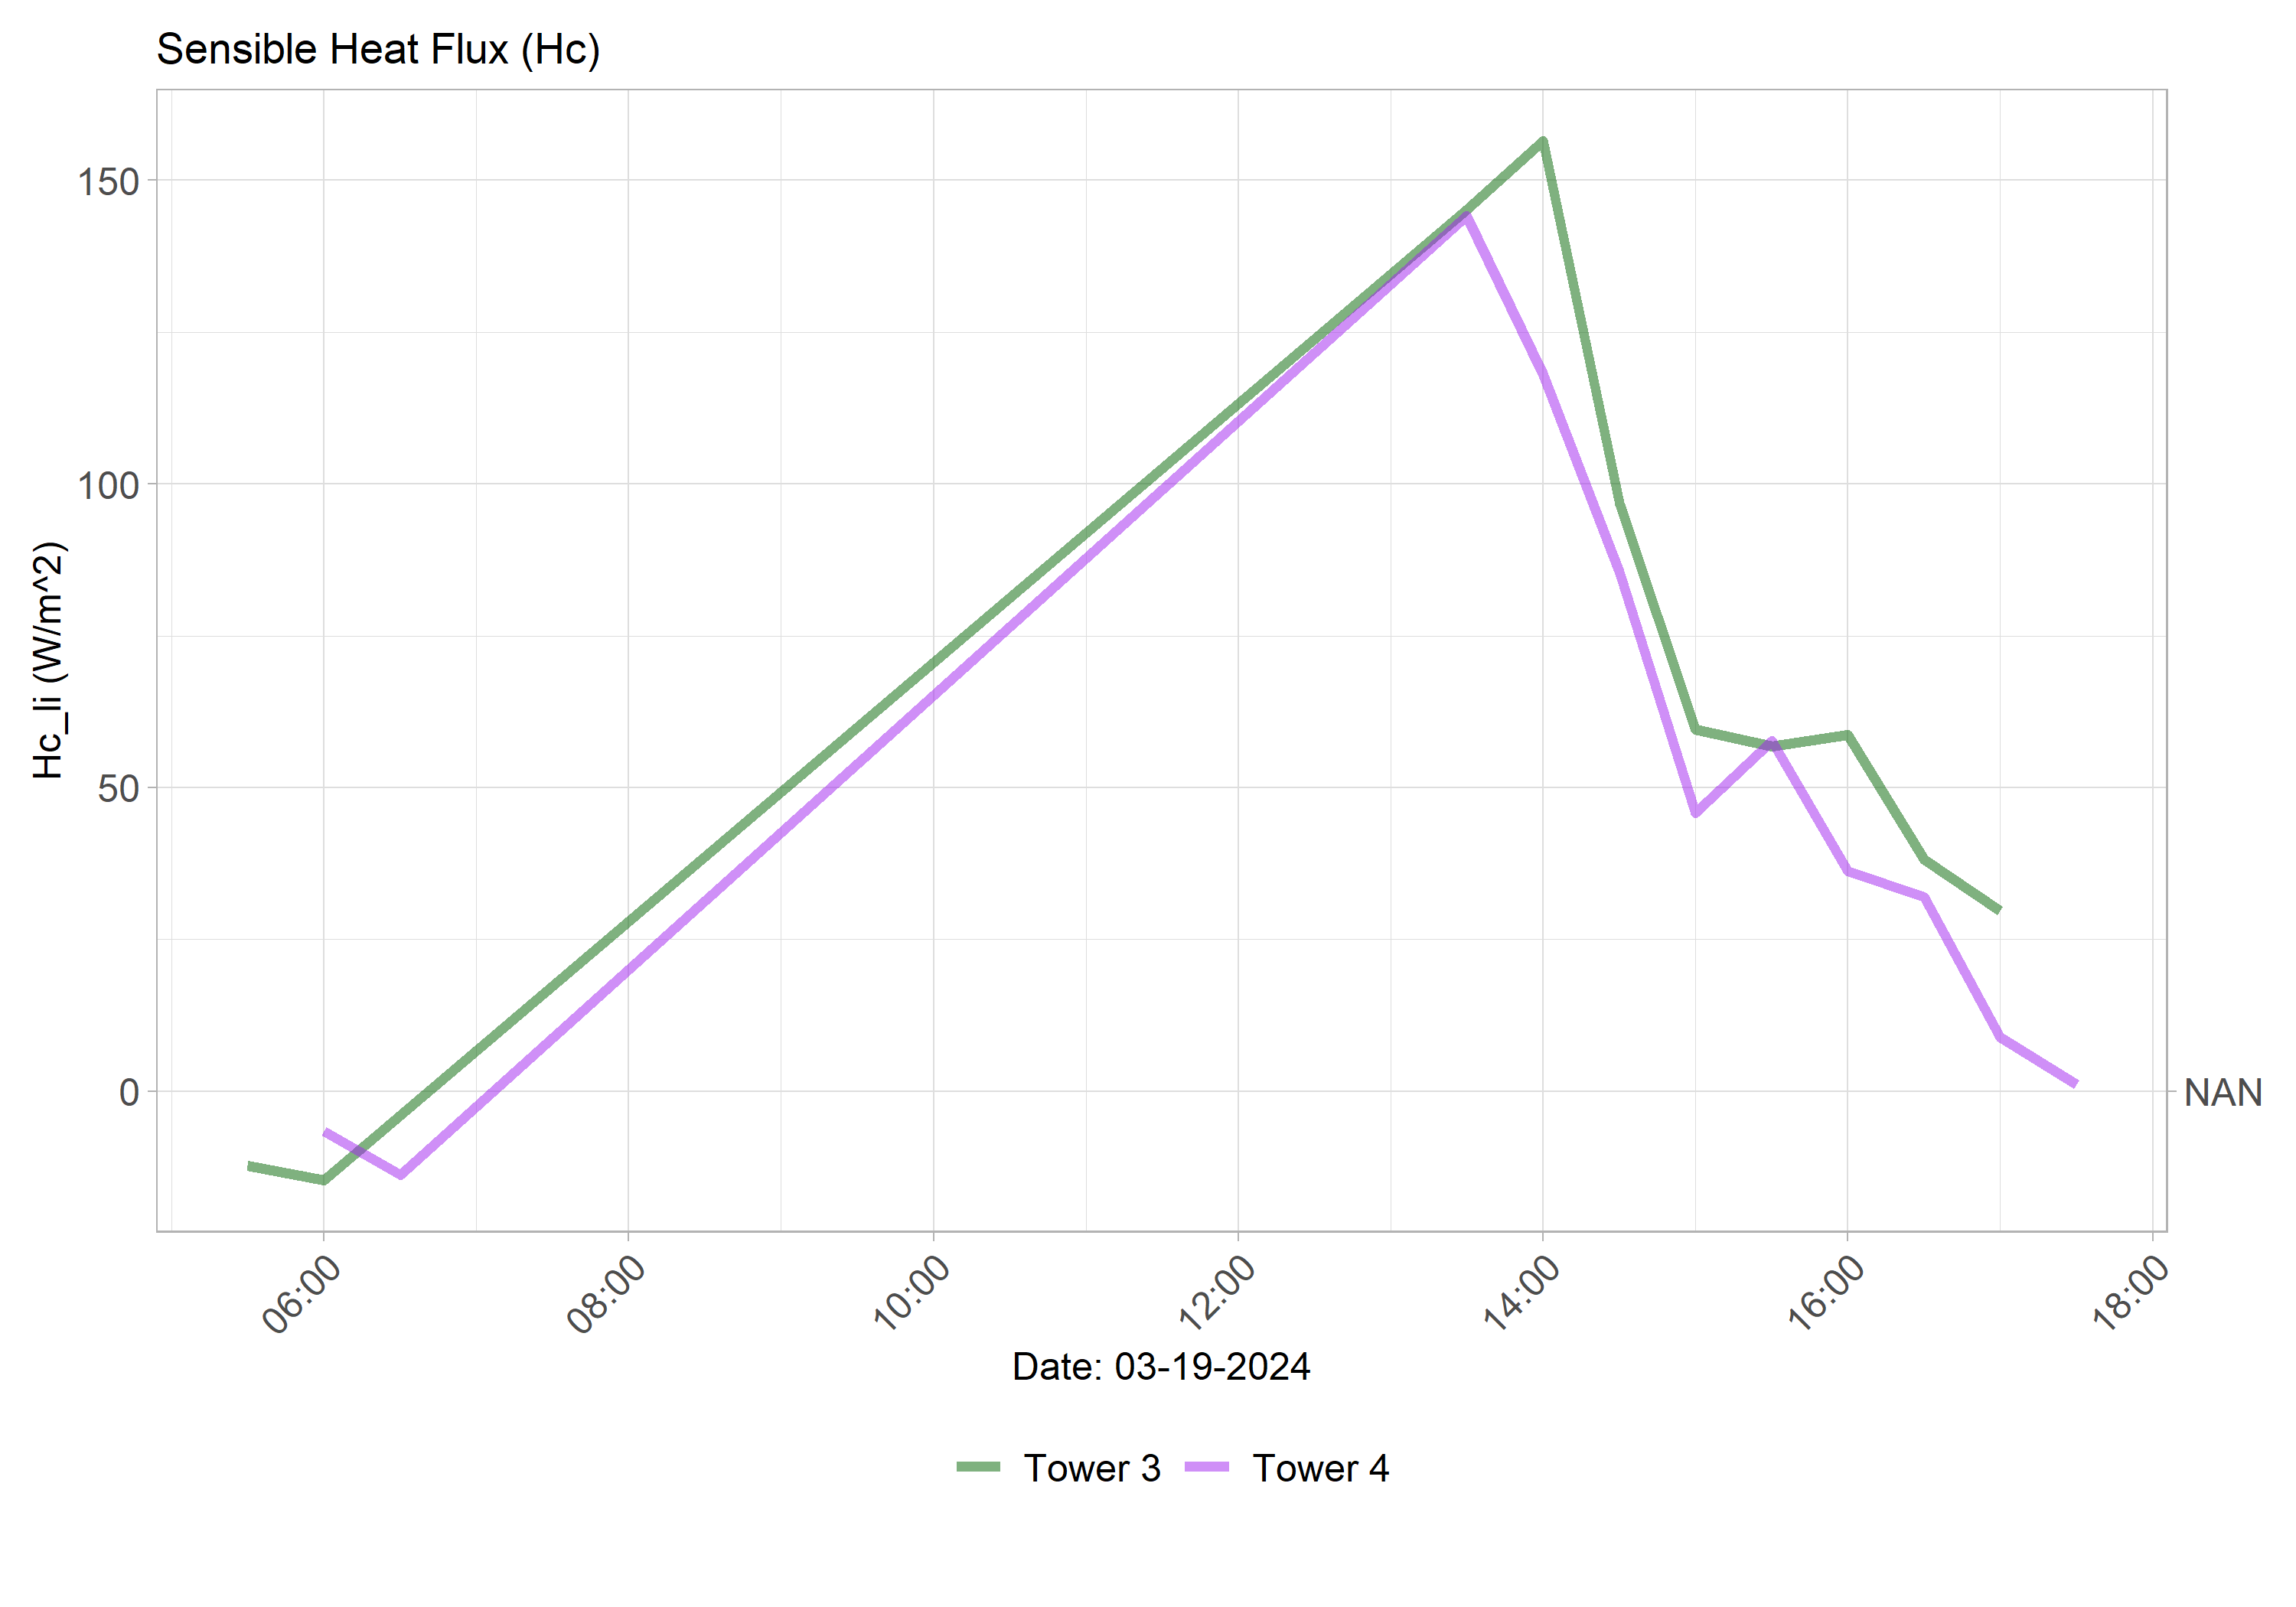 Sensible Heat Flux (Hc)
150
100
50
0
Hc_li (W/m^2)
NAN
06:00
08:00
10:00
12:00
14:00
16:00
18:00
Date: 03-19-2024
Tower 3
Tower 4